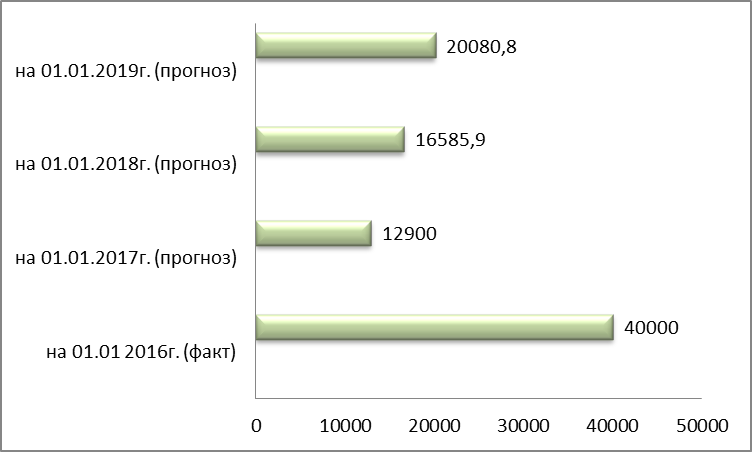 на 01.01.2019г. (прогноз)
20080,8
на 01.01.2018г. (прогноз)
16585,9
на 01.01.2017г. (прогноз)
12900
на 01.01 2016г. (факт)
40000
0 10000 20000 30000 40000 50000